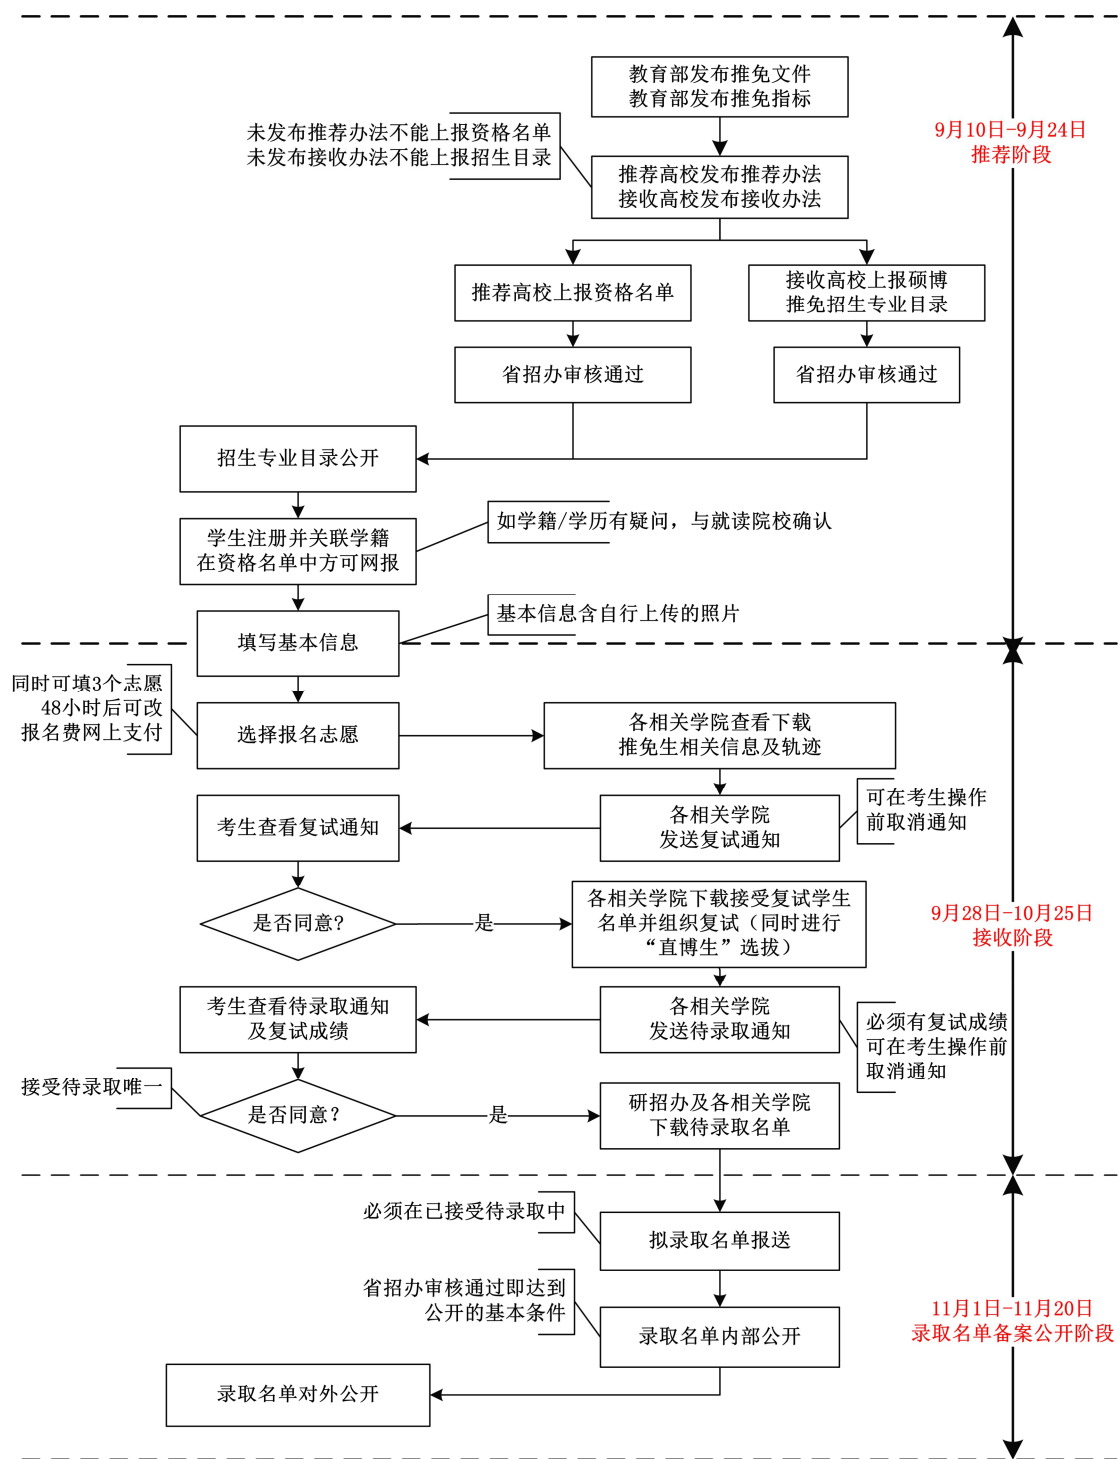 教育部发布推免文件
教育部发布推免指标
9月10日-9月24日
推荐阶段
未发布推荐办法不能上报资格名单
未发布接收办法不能上报招生目录
推荐高校发布推荐办法
接收高校发布接收办法
推荐高校上报资格名单
接收高校上报硕博
推免招生专业目录
省招办审核通过
省招办审核通过
招生专业目录公开
如学籍/学历有疑问，与就读院校确认
学生注册并关联学籍
在资格名单中方可网报
基本信息含自行上传的照片
填写基本信息
同时可填3个志愿
48小时后可改
报名费网上支付
选择报名志愿
各相关学院查看下载
推免生相关信息及轨迹
考生查看复试通知
各相关学院
发送复试通知
可在考生操作
前取消通知
是否同意?
是
各相关学院下载接受复试学生
名单并组织复试（同时进行
“直博生”选拔）
9月28日-10月25日
接收阶段
考生查看待录取通知
及复试成绩
各相关学院
发送待录取通知
必须有复试成绩
可在考生操作前
取消通知
接受待录取唯一
是否同意？
是
研招办及各相关学院
下载待录取名单
必须在已接受待录取中
拟录取名单报送
省招办审核通过即达到
公开的基本条件
录取名单内部公开
11月1日-11月20日
录取名单备案公开阶段
录取名单对外公开